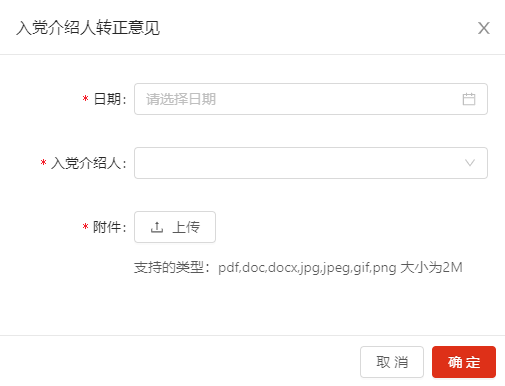 入党介绍人转正意见
* 日期: 请选择日期
* 入党介绍人:
* 附件: 上传
支持的类型：pdf,doc,docx,jpg,jpeg,gif,png 大小为2M
取 消 确 定